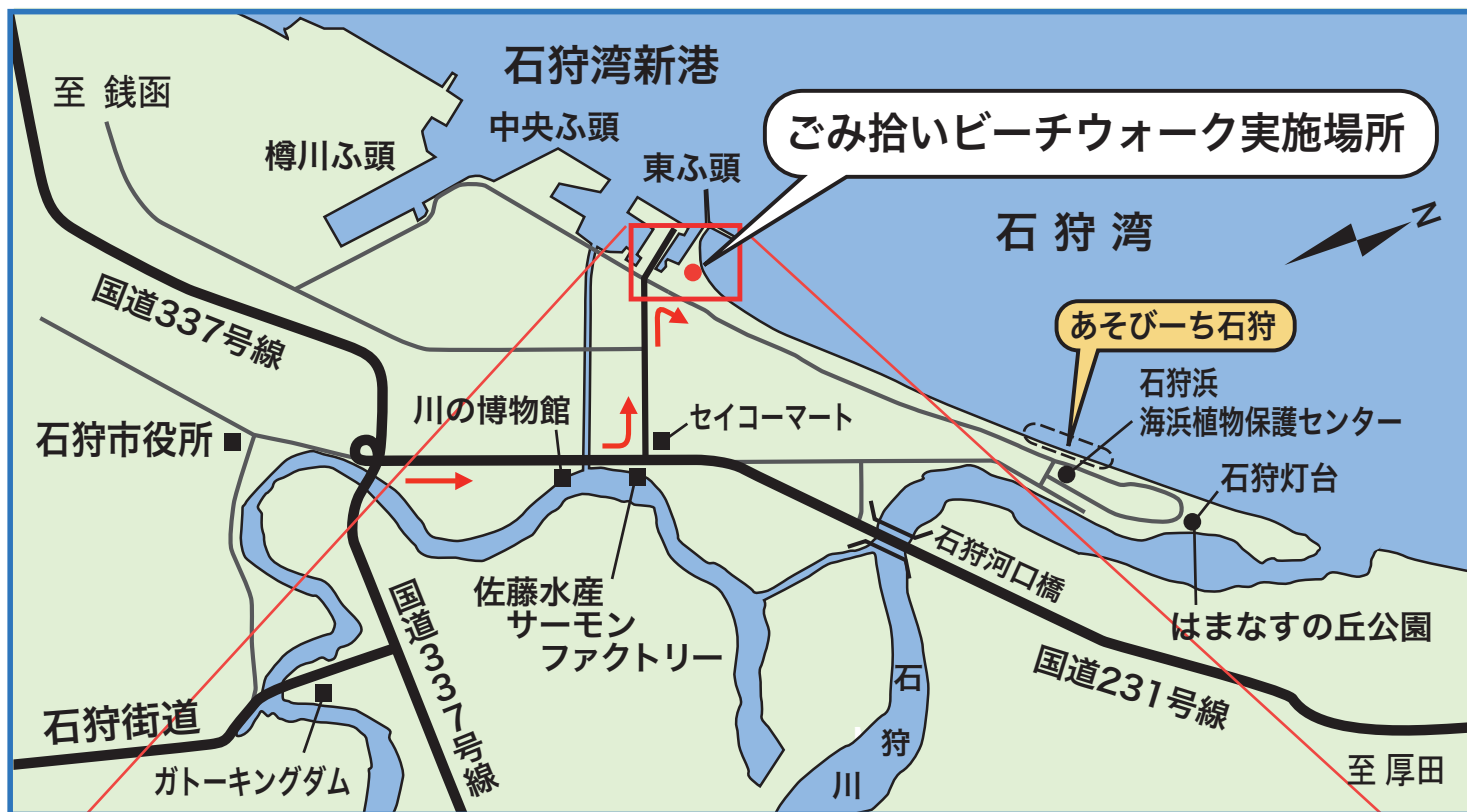 石狩湾新港
至 銭函
中央ふ頭
樽川ふ頭
東ふ頭
ごみ拾いビーチウォーク実施場所
石狩湾
N
国道337号線
あそびーち石狩
石狩浜
海浜植物保護センター
川の博物館
セイコーマート
石狩市役所
石狩灯台
石狩河口橋
佐藤水産
サーモン
ファクトリー
はまなすの丘公園
国道337号線
国道231号線
石狩川
石狩街道
ガトーキングダム
至 厚田